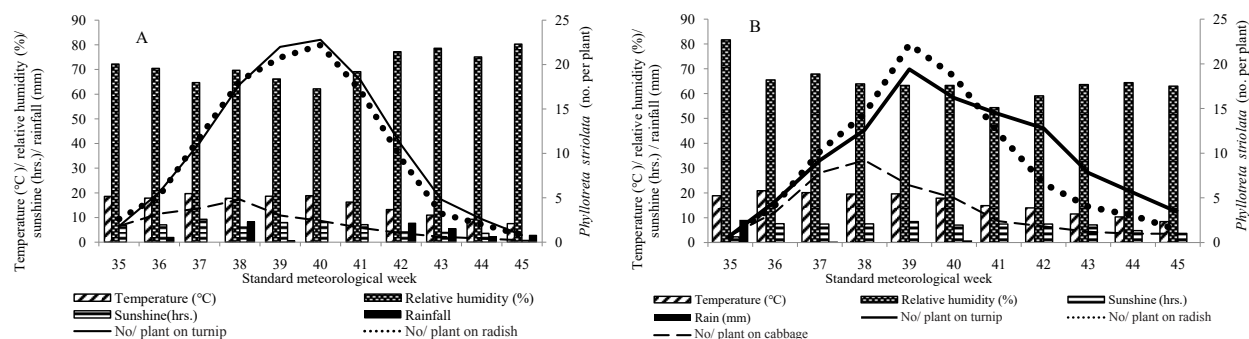 A
Temperature (°C )/ relative humidity (%)/
sunshine (hrs.)/ rainfall (mm)
90
80
70
60
50
40
30
20
10
0
25
20
15
10
5
0
Phyllotreta striolata (no. per plant)
35 36 37 38 39 40 41 42 43 44 45
Standard meteorological week
Temperature (°C) Relative humidity (%)
Sunshine(hrs.) Rainfall
No/ plant on turnip No/ plant on radish
B
Temperature (°C )/ relative humidity (%)/
sunshine (hrs.) / rainfall (mm)
90
80
70
60
50
40
30
20
10
0
25
20
15
10
5
0
Phyllotreta striolata (no. per plant)
35 36 37 38 39 40 41 42 43 44 45
Standard meteorological week
Temperature (°C) Relative humidity (%) Sunshine (hrs.)
Rain (mm) No/ plant on turnip No/ plant on radish
No/ plant on cabbage